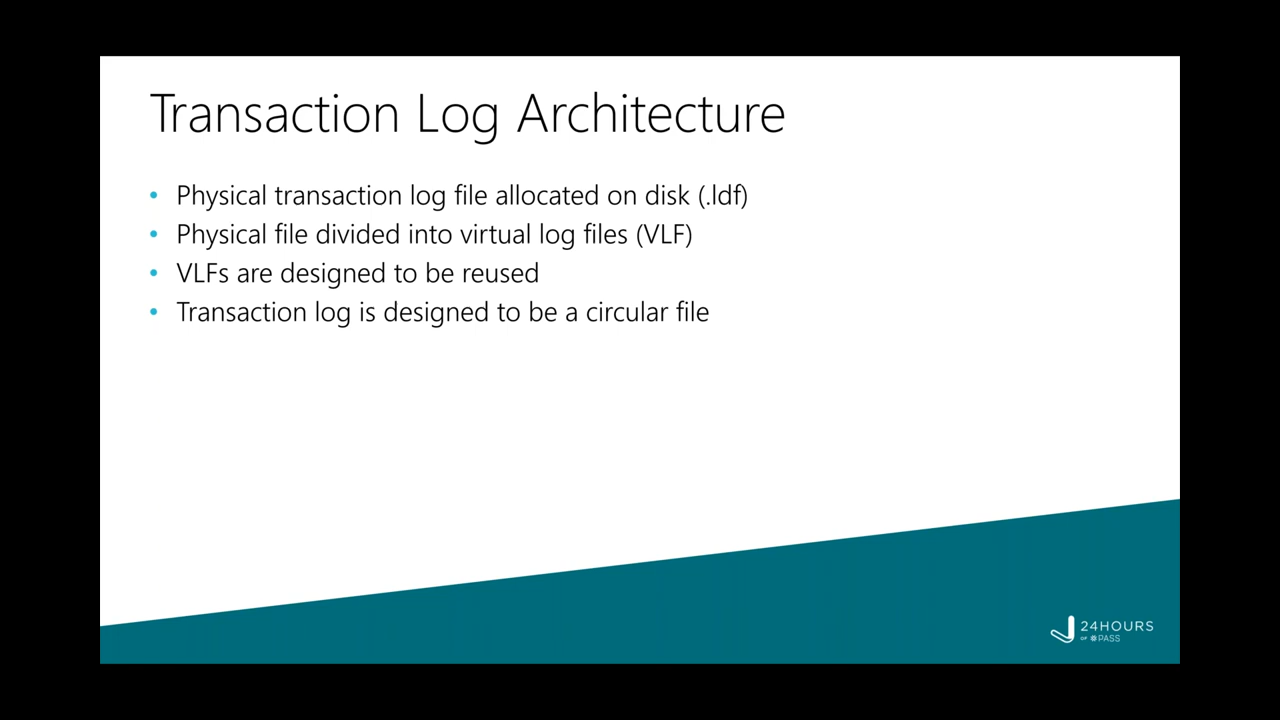 Transaction Log Architecture
• Physical transaction log file allocated on disk (.ldf)
• Physical file divided into virtual log files (VLF)
• VLFs are designed to be reused
• Transaction log is designed to be a circular file
24HOURS
OF PASS